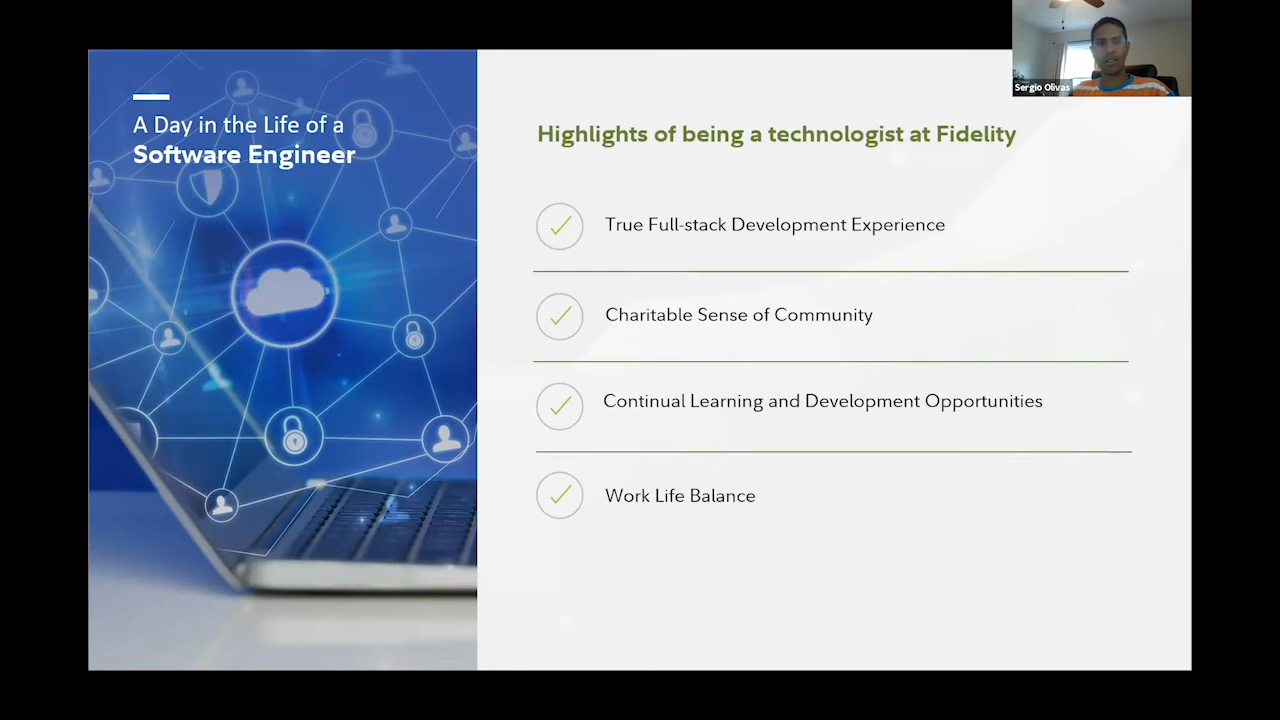 A Day in the Life of a
Software Engineer
Sergio Olivas
Highlights of being a technologist at Fidelity
True Full-stack Development Experience
Charitable Sense of Community
Continual Learning and Development Opportunities
Work Life Balance